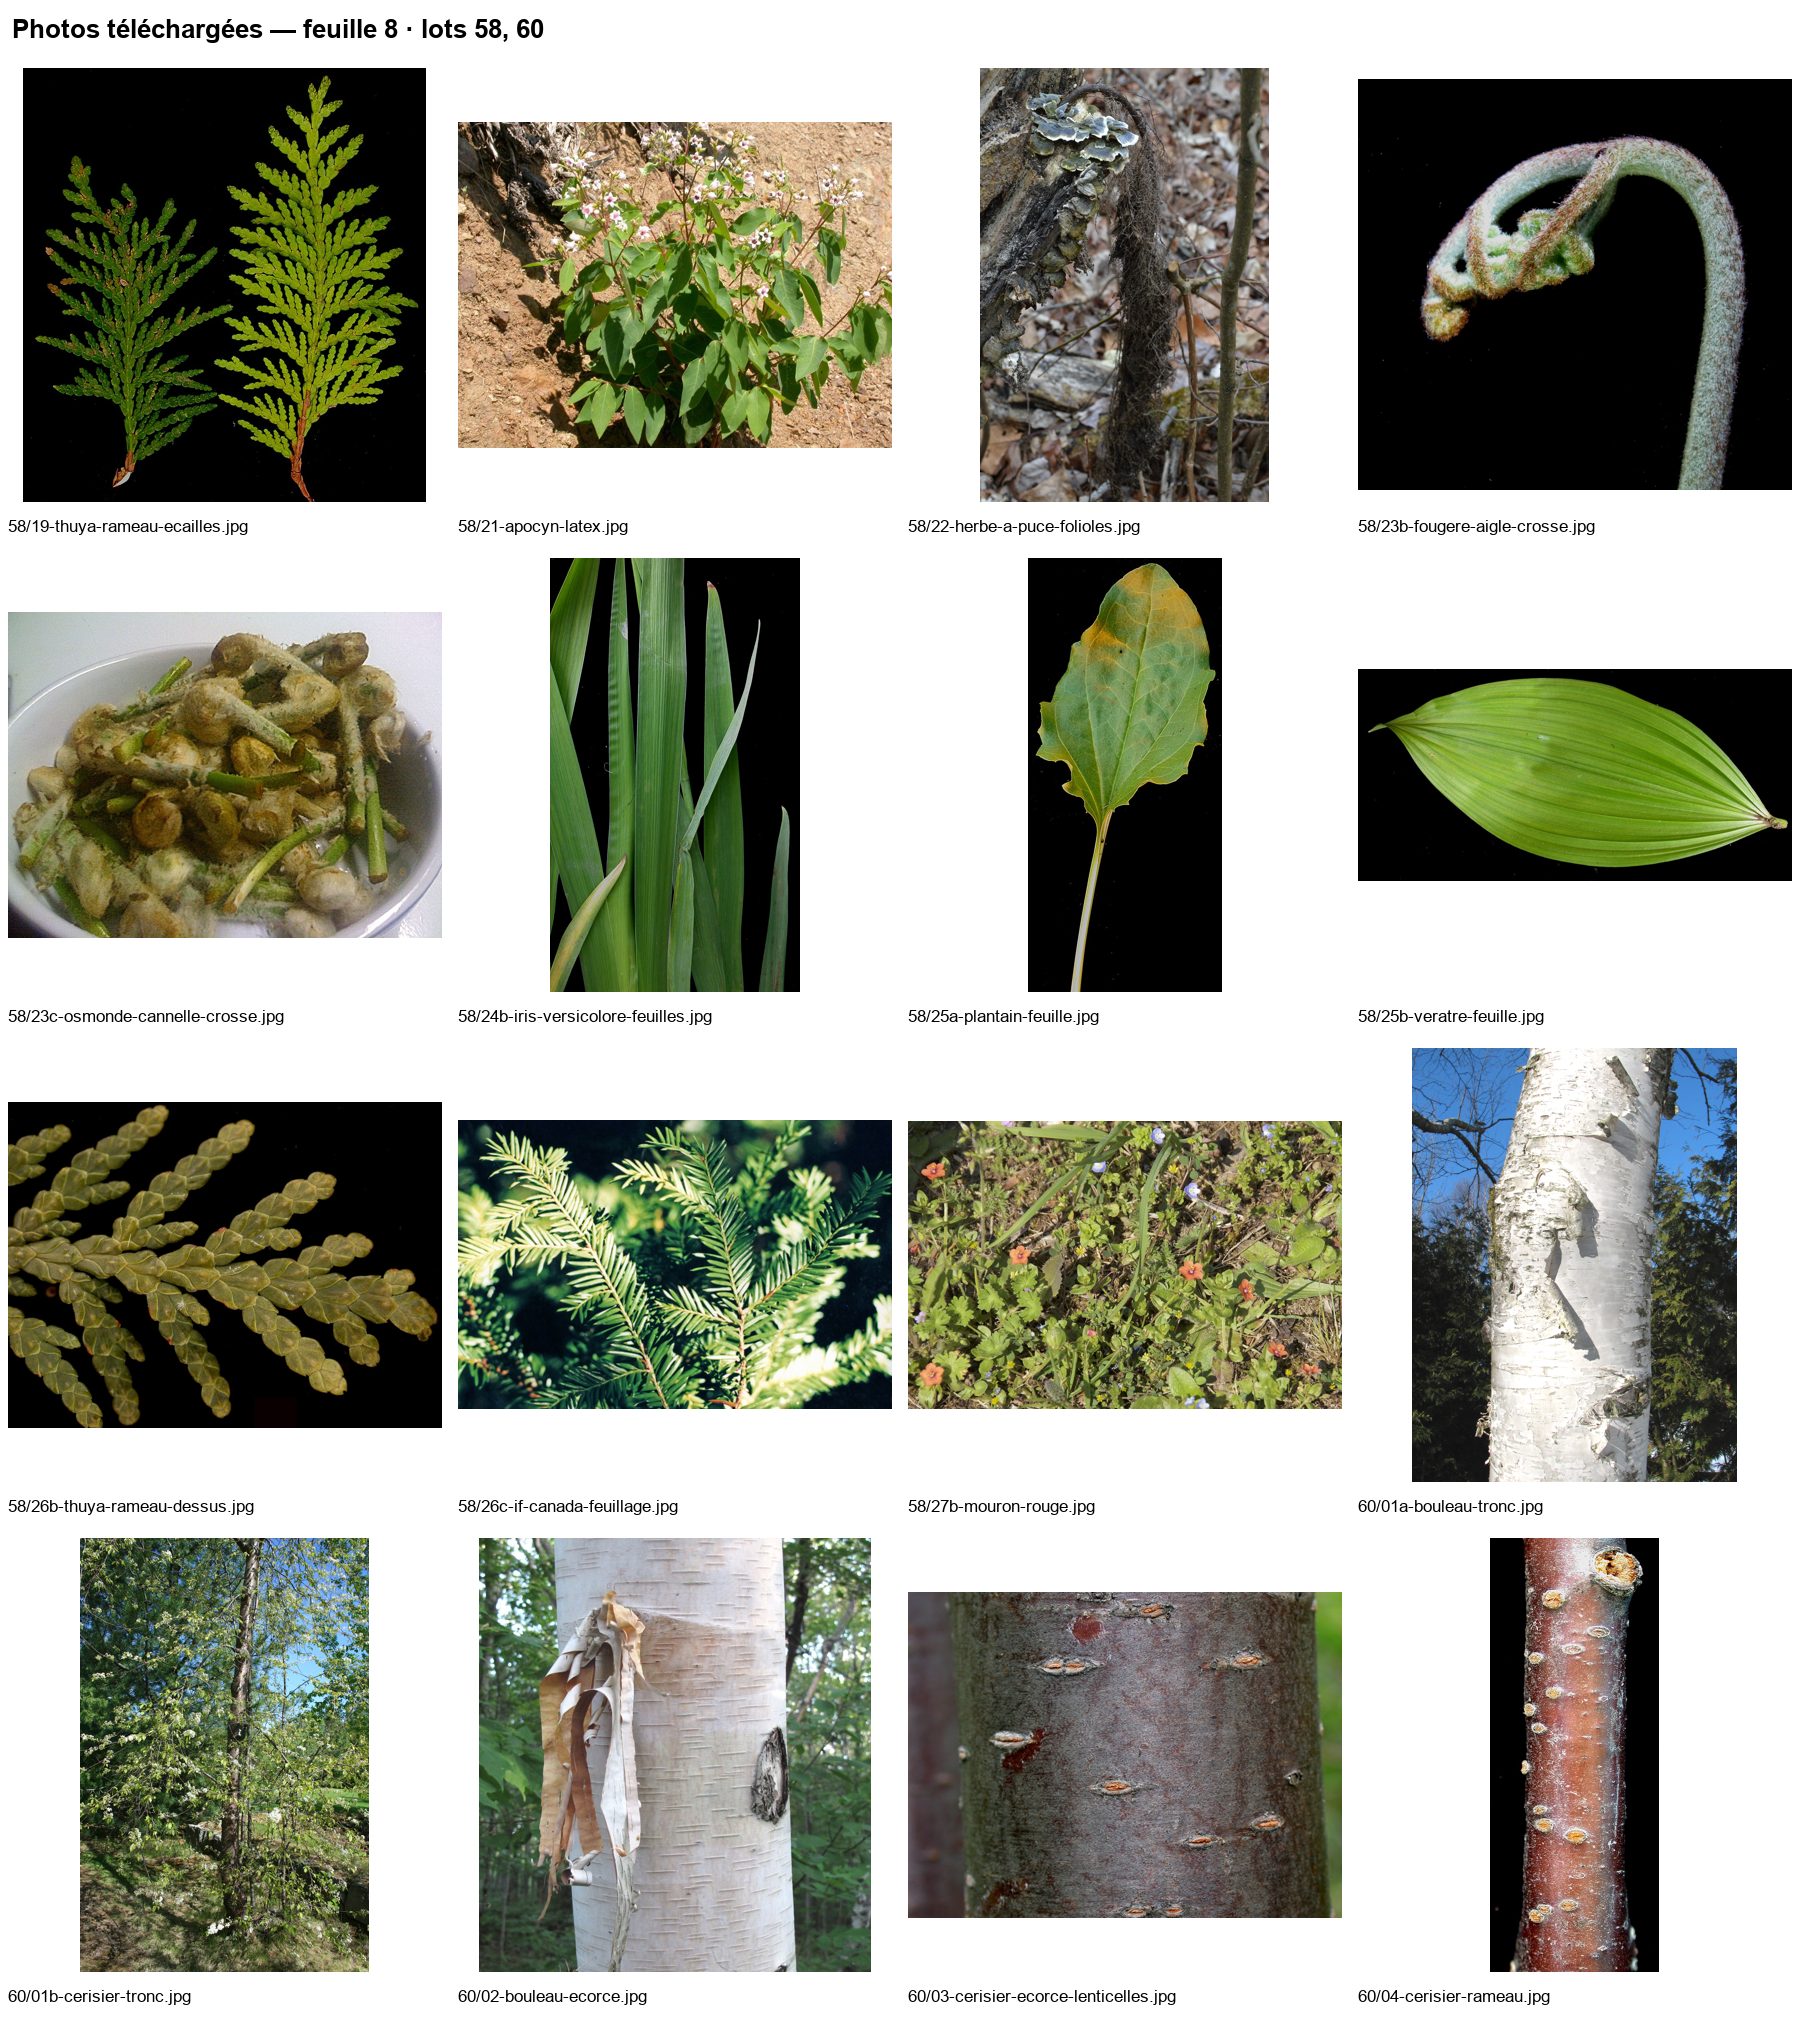 Photos téléchargées — feuille 8 · lots 58, 60
58/19-thuya-rameau-ecailles.jpg
58/21-apocyn-latex.jpg
58/22-herbe-a-puce-folioles.jpg
58/23b-fougere-aigle-crosse.jpg
58/23c-osmonde-cannelle-crosse.jpg
58/24b-iris-versicolore-feuilles.jpg
58/25a-plantain-feuille.jpg
58/25b-veratre-feuille.jpg
58/26b-thuya-rameau-dessus.jpg
58/26c-if-canada-feuillage.jpg
58/27b-mouron-rouge.jpg
60/01a-bouleau-tronc.jpg
60/01b-cerisier-tronc.jpg
60/02-bouleau-ecorce.jpg
60/03-cerisier-ecorce-lenticelles.jpg
60/04-cerisier-rameau.jpg